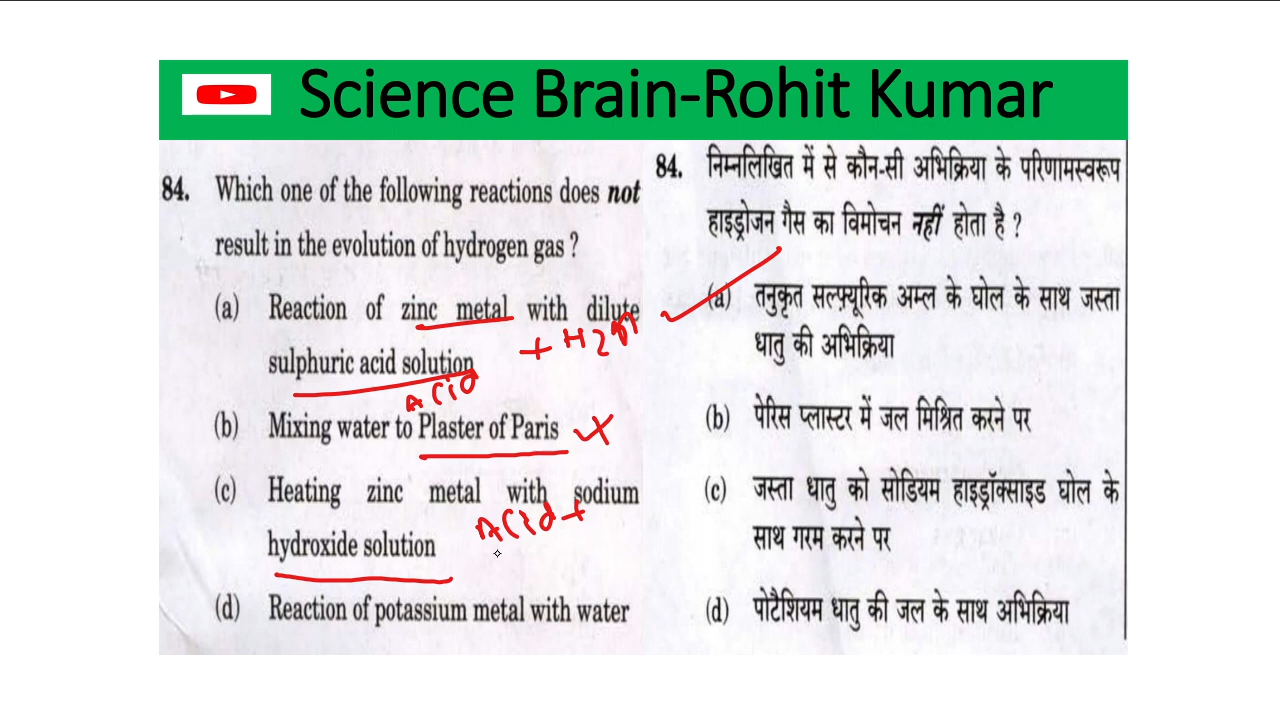 Science Brain-Rohit Kumar
84. Which one of the following reactions does not
result in the evolution of hydrogen gas ?
(a) Reaction of zinc metal with dilute
sulphuric acid solution
+ H2
Acid
(b) Mixing water to Plaster of Paris
(c) Heating zinc metal with sodium
hydroxide solution
Acid +
(d) Reaction of potassium metal with water
84. निम्नलिखित में से कौन-सी अभिक्रिया के परिणामस्वरूप
हाइड्रोजन गैस का विमोचन नहीं होता है ?
(a) तनुकृत सल्फ़्यूरिक अम्ल के घोल के साथ जस्ता
धातु की अभिक्रिया
(b) पेरिस प्लास्टर में जल मिश्रित करने पर
(c) जस्ता धातु को सोडियम हाइड्रॉक्साइड घोल के
साथ गरम करने पर
(d) पोटैशियम धातु की जल के साथ अभिक्रिया